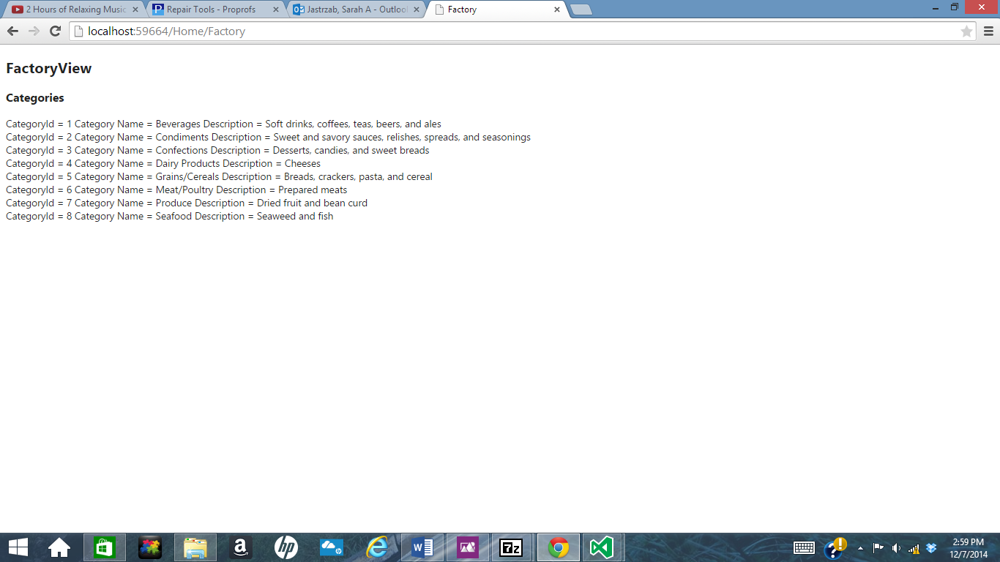 2 Hours of Relaxing Music
Repair Tools - Proprofs
Jastrzab, Sarah A - Outloo
Factory
localhost:59664/Home/Factory
FactoryView
Categories
CategoryId = 1 Category Name = Beverages Description = Soft drinks, coffees, teas, beers, and ales
CategoryId = 2 Category Name = Condiments Description = Sweet and savory sauces, relishes, spreads, and seasonings
CategoryId = 3 Category Name = Confections Description = Desserts, candies, and sweet breads
CategoryId = 4 Category Name = Dairy Products Description = Cheeses
CategoryId = 5 Category Name = Grains/Cereals Description = Breads, crackers, pasta, and cereal
CategoryId = 6 Category Name = Meat/Poultry Description = Prepared meats
CategoryId = 7 Category Name = Produce Description = Dried fruit and bean curd
CategoryId = 8 Category Name = Seafood Description = Seaweed and fish
2:59 PM
12/7/2014